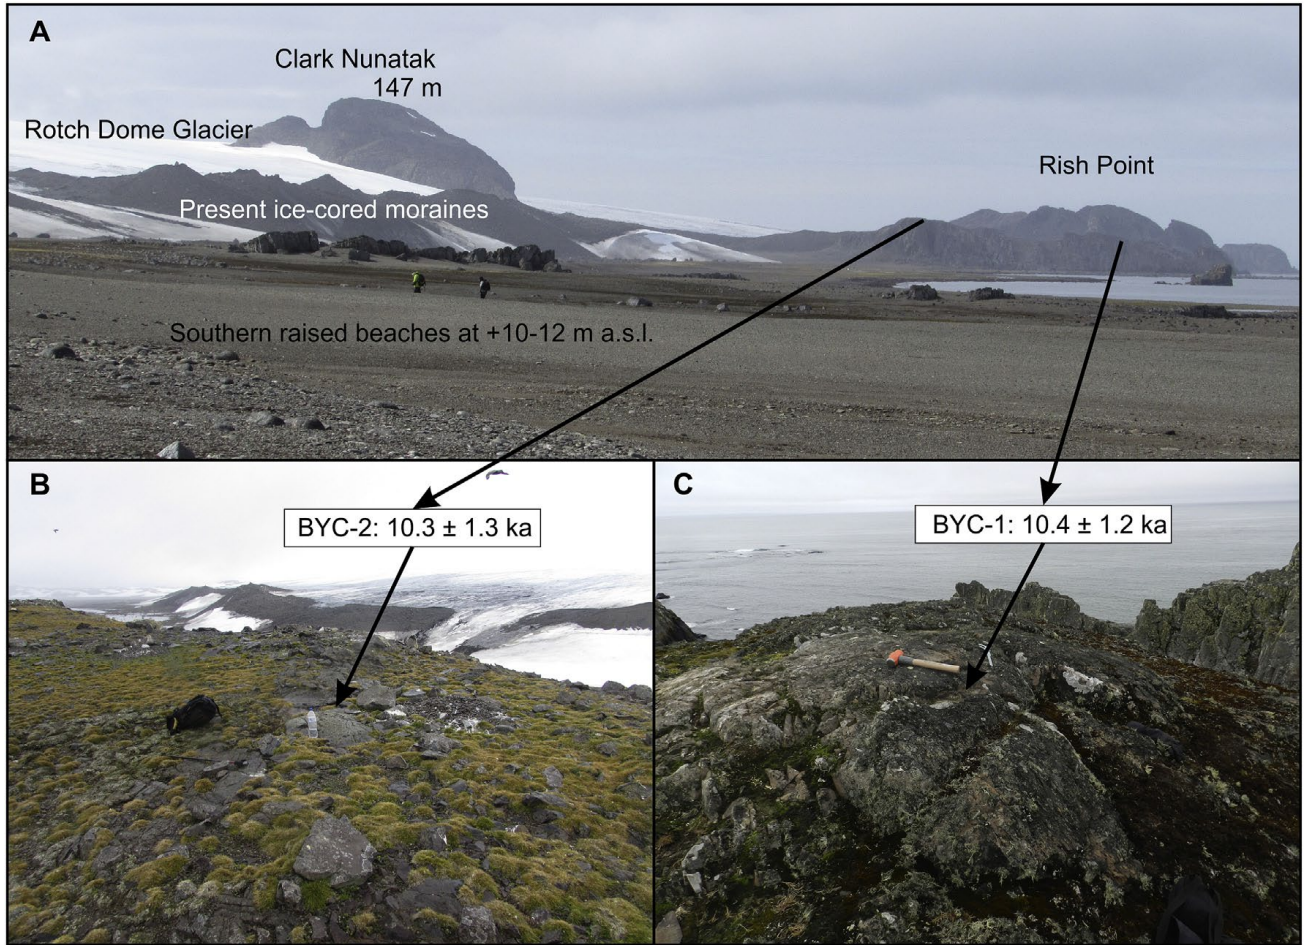 A
Clark Nunatak
147 m
Rotch Dome Glacier
Rish Point
Present ice-cored moraines
Southern raised beaches at +10-12 m a.s.l.
B
BYC-2: 10.3 ± 1.3 ka
C
BYC-1: 10.4 ± 1.2 ka